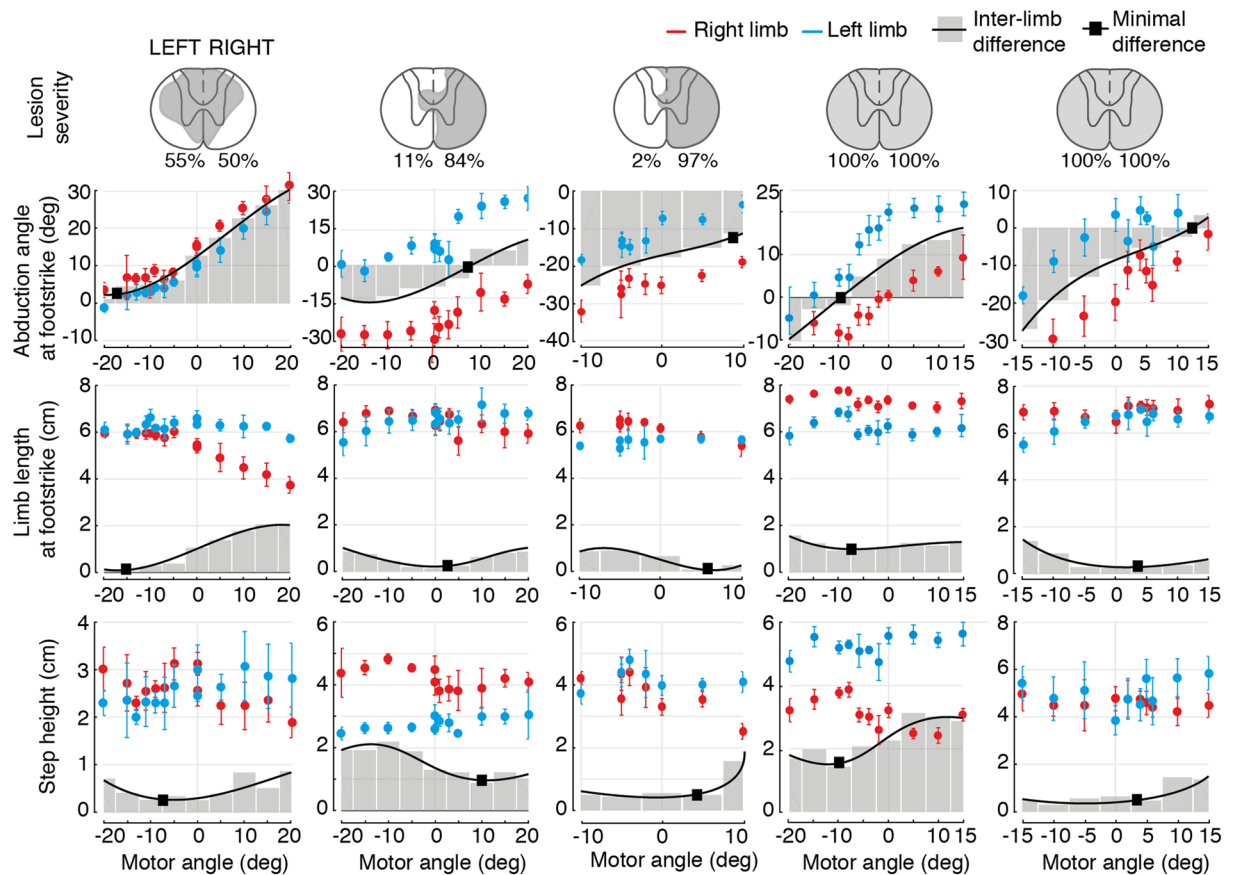 Right limb Left limb Inter-limb difference Minimal difference
LEFT RIGHT
Lesion severity
55% 50% 11% 84% 2% 97% 100% 100% 100% 100%
Abduction angle at footstrike (deg)
30 20 10 0 -10
-20 -10 0 10 20
30 15 0 -15 -30
-20 -10 0 10 20
0 -10 -20 -30 -40
-10 0 10
25 10 0 -10
-20 -10 0 10 15
10 0 -10 -20 -30
-15 -10 -5 0 5 10 15
Limb length at footstrike (cm)
8 6 4 2 0
-20 -10 0 10 20
8 6 4 2 0
-20 -10 0 10 20
8 6 4 2 0
-10 0 10
8 6 4 2 0
-20 -10 0 10 15
8 6 4 2 0
-15 -10 -5 0 5 10 15
Step height (cm)
4 3 2 1 0
-20 -10 0 10 20
Motor angle (deg)
6 4 2 0
-20 -10 0 10 20
Motor angle (deg)
6 4 2 0
-10 0 10
Motor angle (deg)
6 4 2 0
-20 -10 0 10 15
Motor angle (deg)
8 6 4 2 0
-15 -10 -5 0 5 10 15
Motor angle (deg)